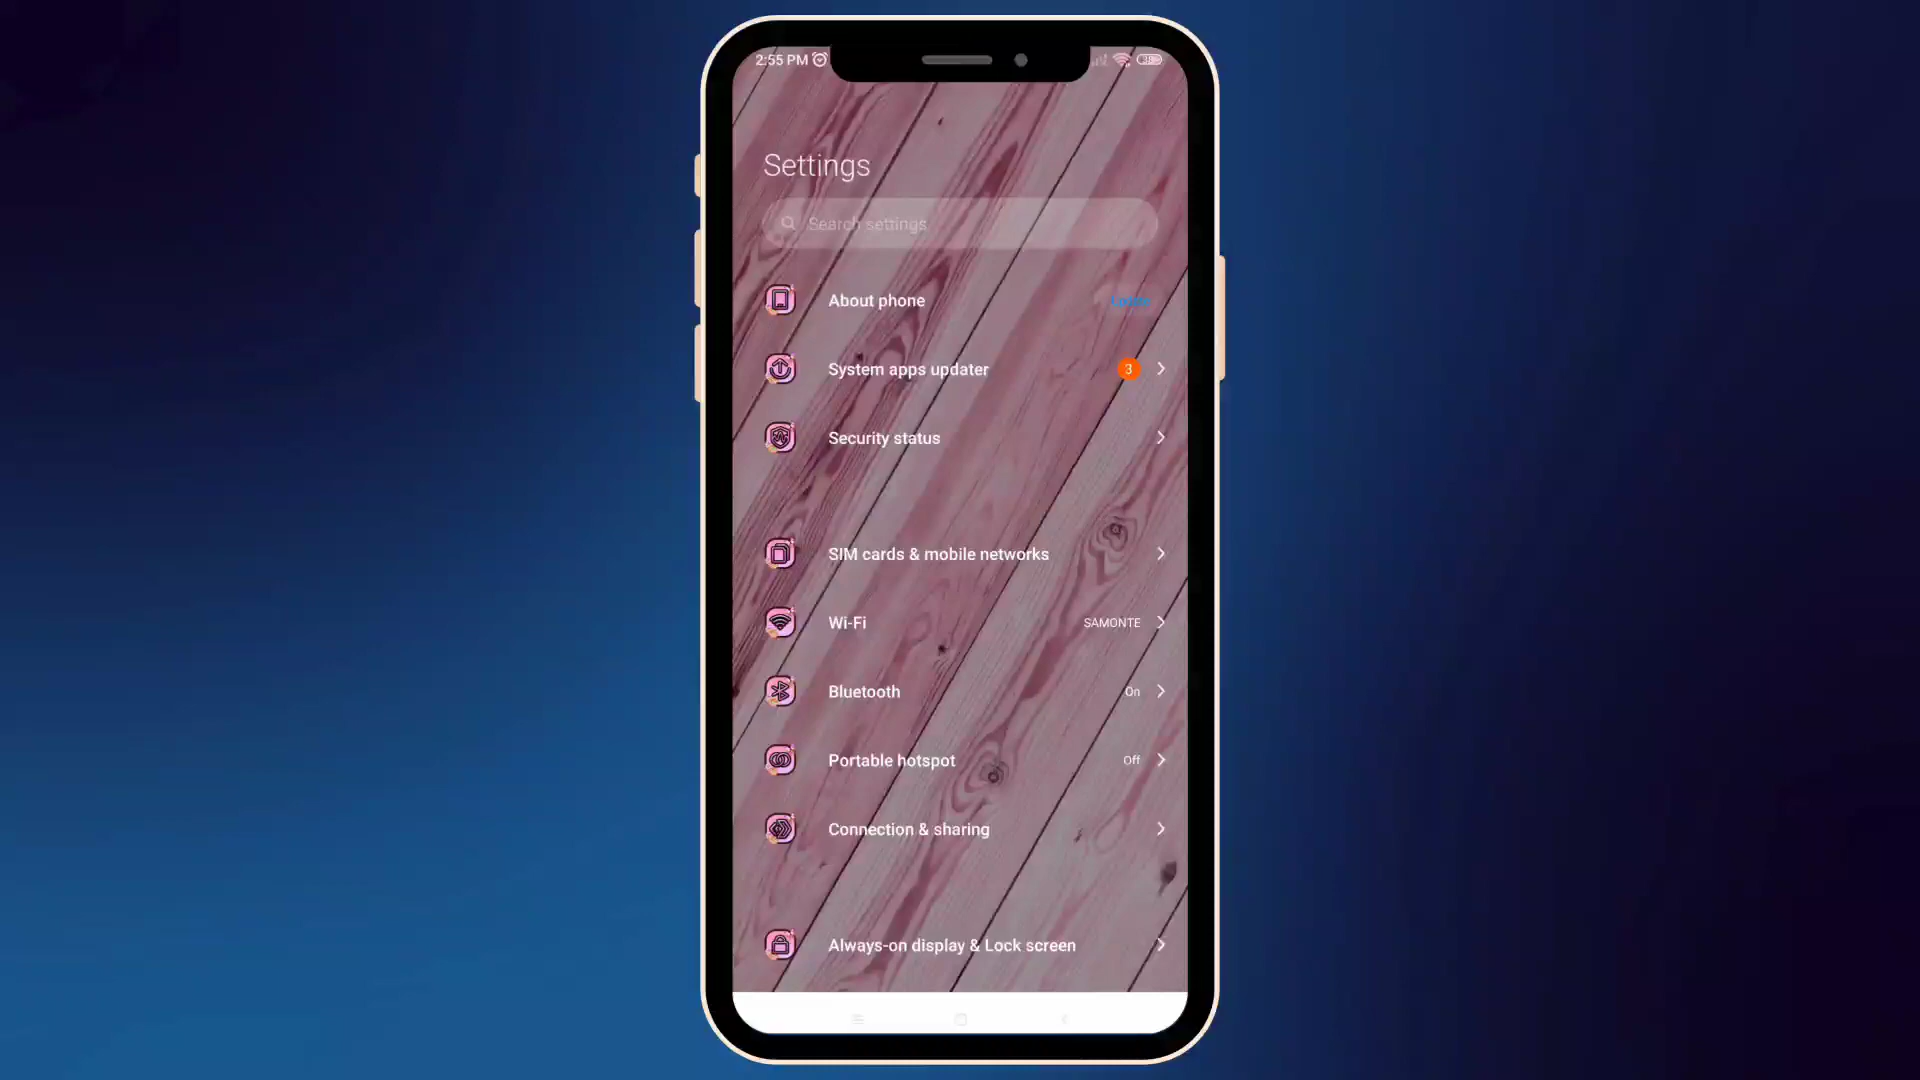 2:55 PM
Settings
Search settings
About phone
System apps updater 3
Security status
SIM cards & mobile networks
Wi-Fi SAMONTE
Bluetooth On
Portable hotspot Off
Connection & sharing
Always-on display & Lock screen